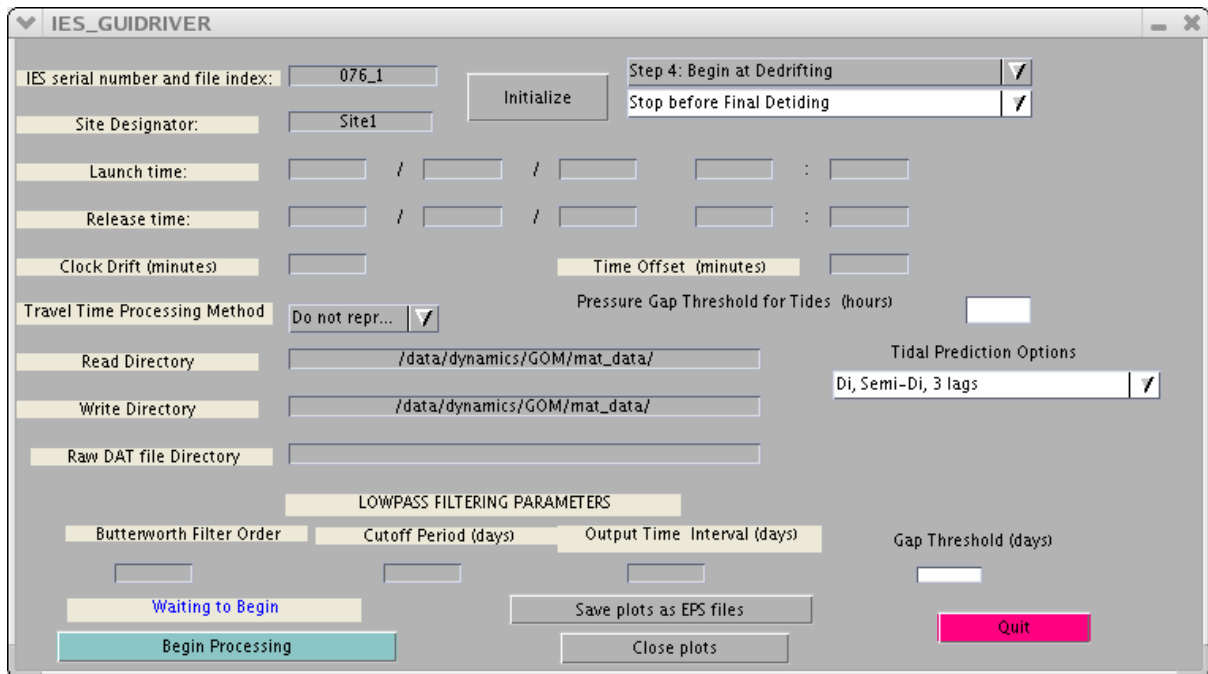 IES_GUIDRIVER
IES serial number and file index: 076_1 Initialize Step 4: Begin at Dedrifting
Stop before Final Detiding
Site Designator: Site1
Launch time: / / :
Release time: / / :
Clock Drift (minutes) Time Offset (minutes)
Travel Time Processing Method Do not repr... Pressure Gap Threshold for Tides (hours)
Read Directory /data/dynamics/GOM/mat_data/ Tidal Prediction Options
Di, Semi-Di, 3 lags
Write Directory /data/dynamics/GOM/mat_data/
Raw DAT file Directory
LOWPASS FILTERING PARAMETERS
Butterworth Filter Order Cutoff Period (days) Output Time Interval (days) Gap Threshold (days)
Waiting to Begin Save plots as EPS files Quit
Begin Processing Close plots